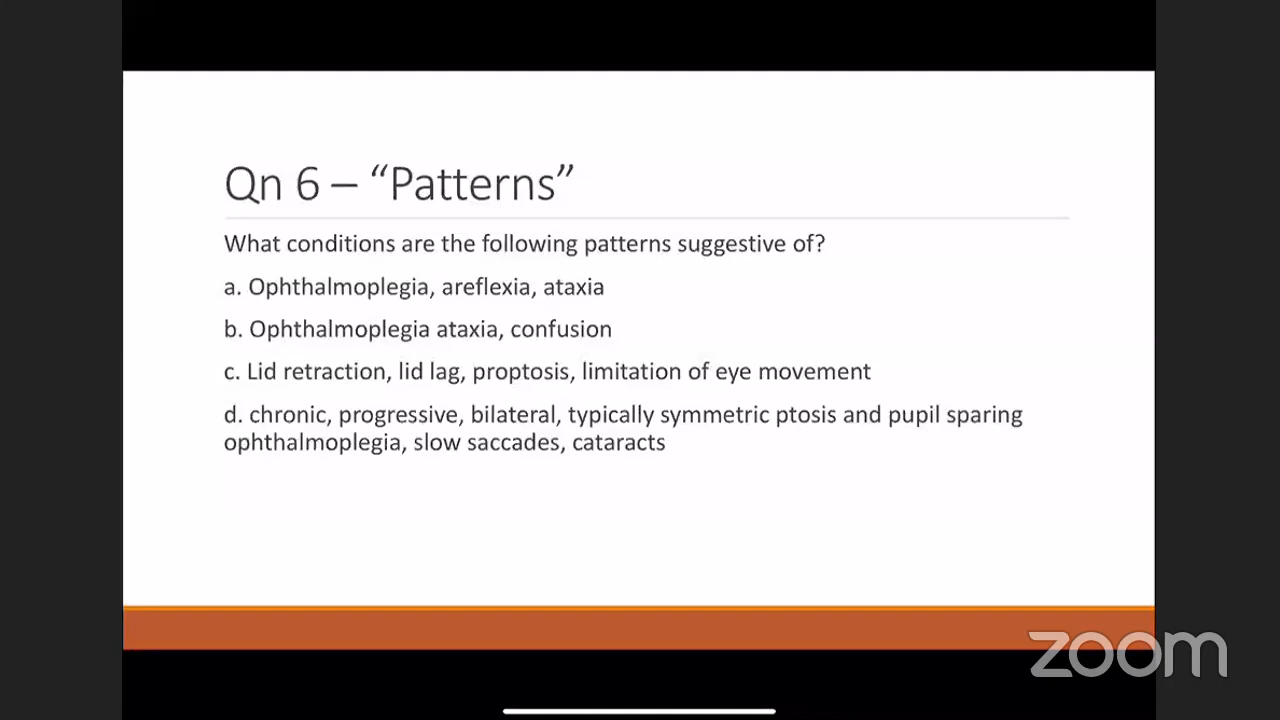 Qn 6 – “Patterns”
What conditions are the following patterns suggestive of?
a. Ophthalmoplegia, areflexia, ataxia
b. Ophthalmoplegia ataxia, confusion
c. Lid retraction, lid lag, proptosis, limitation of eye movement
d. chronic, progressive, bilateral, typically symmetric ptosis and pupil sparing
ophthalmoplegia, slow saccades, cataracts
zoom